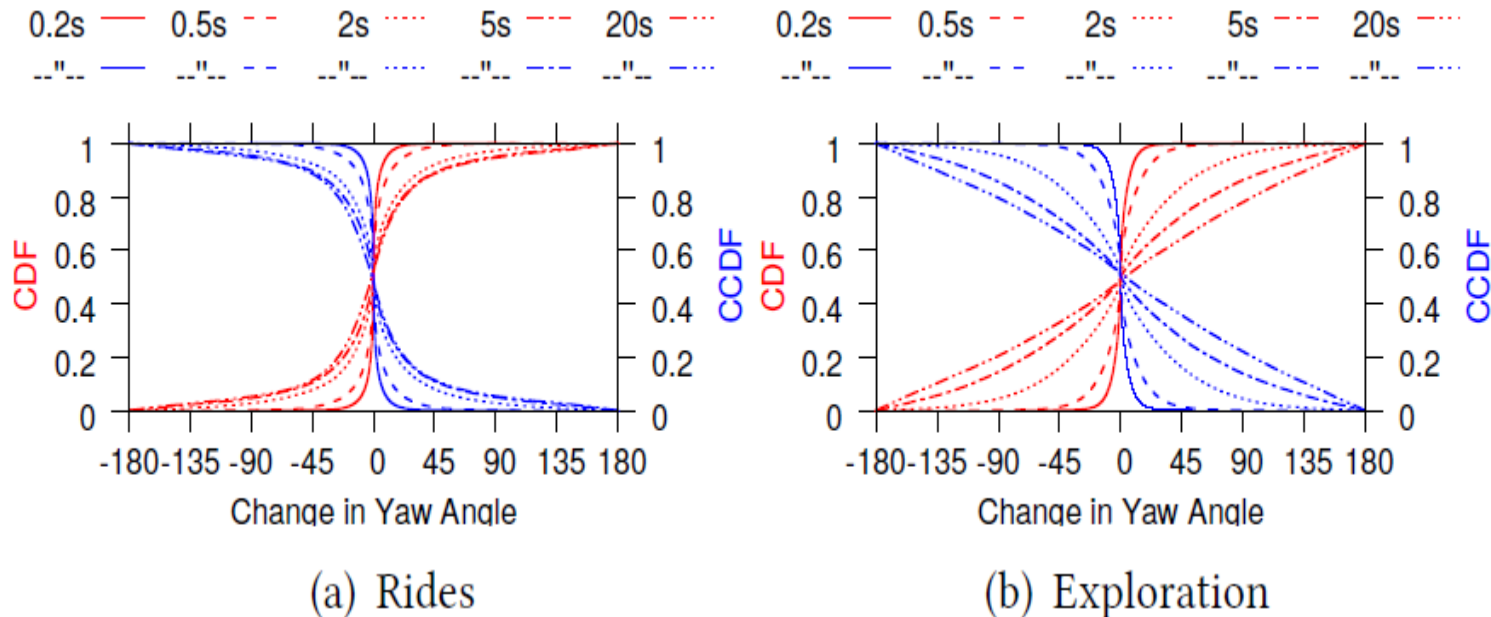 0.2s 0.5s 2s 5s 20s
--"-- --"-- --"-- --"-- --"--
1
0.8
0.6
0.4
0.2
0
CDF
1
0.8
0.6
0.4
0.2
0
CCDF
-180 -135 -90 -45 0 45 90 135 180
Change in Yaw Angle
(a) Rides
0.2s 0.5s 2s 5s 20s
--"-- --"-- --"-- --"-- --"--
1
0.8
0.6
0.4
0.2
0
CDF
1
0.8
0.6
0.4
0.2
0
CCDF
-180 -135 -90 -45 0 45 90 135 180
Change in Yaw Angle
(b) Exploration